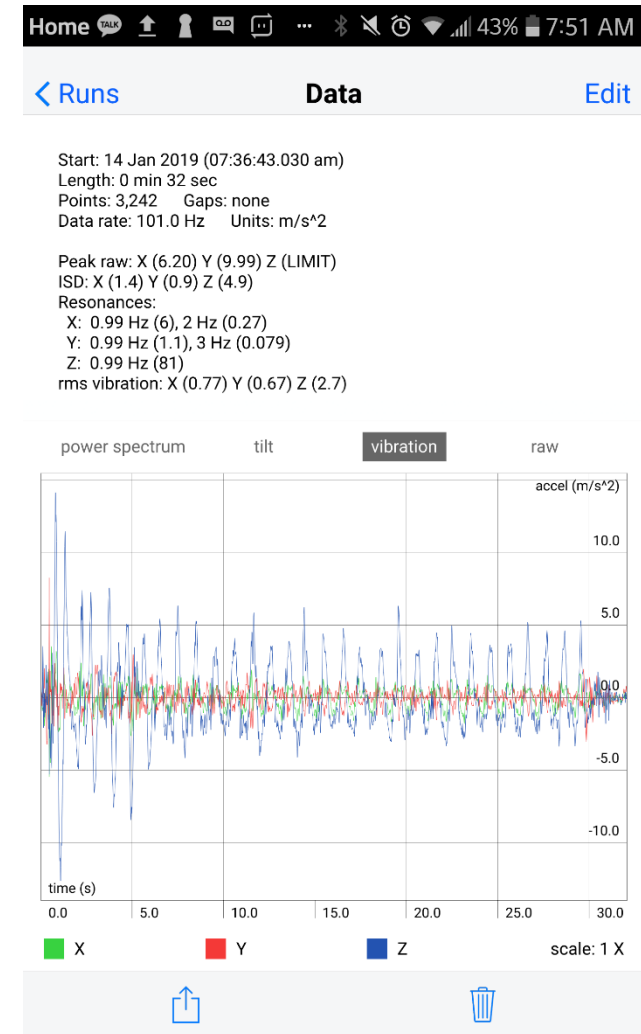 Home TALK ... 43% 7:51 AM
Runs Data Edit
Start: 14 Jan 2019 (07:36:43.030 am)
Length: 0 min 32 sec
Points: 3,242 Gaps: none
Data rate: 101.0 Hz Units: m/s^2
Peak raw: X (6.20) Y (9.99) Z (LIMIT)
ISD: X (1.4) Y (0.9) Z (4.9)
Resonances:
X: 0.99 Hz (6), 2 Hz (0.27)
Y: 0.99 Hz (1.1), 3 Hz (0.079)
Z: 0.99 Hz (81)
rms vibration: X (0.77) Y (0.67) Z (2.7)
power spectrum tilt vibration raw
accel (m/s^2)
10.0
5.0
0.0
-5.0
-10.0
time (s)
0.0 5.0 10.0 15.0 20.0 25.0 30.0
X Y Z scale: 1 X